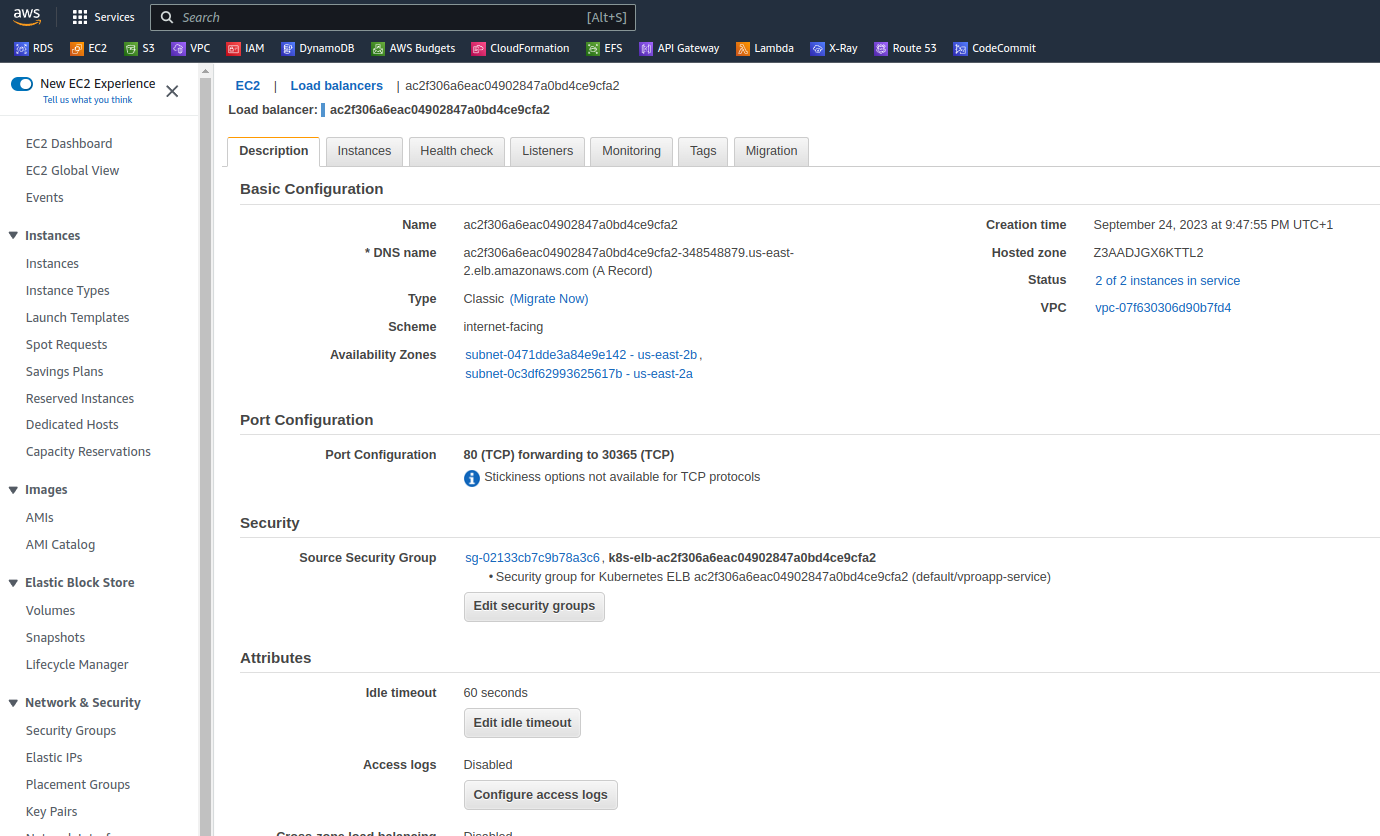 aws
Services
Search
[Alt+S]
RDS EC2 S3 VPC IAM DynamoDB AWS Budgets CloudFormation EFS API Gateway Lambda X-Ray Route 53 CodeCommit
New EC2 Experience
Tell us what you think
EC2 Dashboard
EC2 Global View
Events
Instances
Instances
Instance Types
Launch Templates
Spot Requests
Savings Plans
Reserved Instances
Dedicated Hosts
Capacity Reservations
Images
AMIs
AMI Catalog
Elastic Block Store
Volumes
Snapshots
Lifecycle Manager
Network & Security
Security Groups
Elastic IPs
Placement Groups
Key Pairs
EC2 | Load balancers | ac2f306a6eac04902847a0bd4ce9cfa2
Load balancer: ac2f306a6eac04902847a0bd4ce9cfa2
Description Instances Health check Listeners Monitoring Tags Migration
Basic Configuration
Name ac2f306a6eac04902847a0bd4ce9cfa2
* DNS name ac2f306a6eac04902847a0bd4ce9cfa2-348548879.us-east-
2.elb.amazonaws.com (A Record)
Type Classic (Migrate Now)
Scheme internet-facing
Availability Zones subnet-0471dde3a84e9e142 - us-east-2b,
subnet-0c3df62993625617b - us-east-2a
Creation time September 24, 2023 at 9:47:55 PM UTC+1
Hosted zone Z3AADJGX6KTTL2
Status 2 of 2 instances in service
VPC vpc-07f630306d90b7fd4
Port Configuration
Port Configuration 80 (TCP) forwarding to 30365 (TCP)
Stickiness options not available for TCP protocols
Security
Source Security Group sg-02133cb7c9b78a3c6, k8s-elb-ac2f306a6eac04902847a0bd4ce9cfa2
• Security group for Kubernetes ELB ac2f306a6eac04902847a0bd4ce9cfa2 (default/vproapp-service)
Edit security groups
Attributes
Idle timeout 60 seconds
Edit idle timeout
Access logs Disabled
Configure access logs
Cross-zone load balancing Disabled